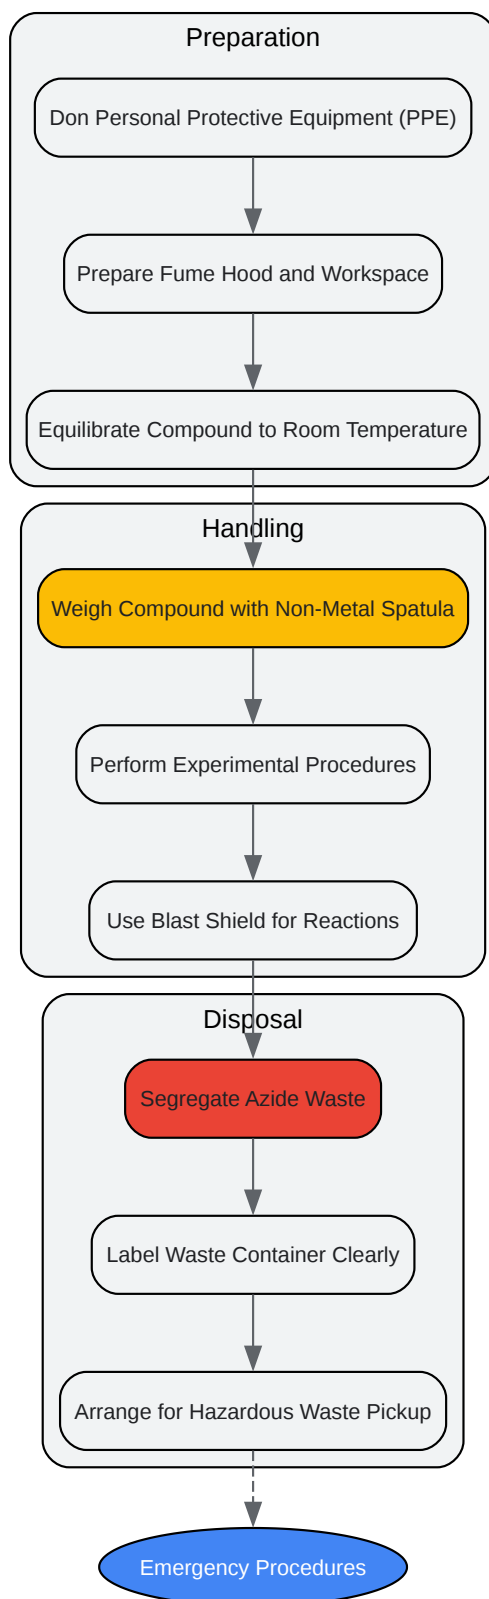 Preparation
Don Personal Protective Equipment (PPE)
Prepare Fume Hood and Workspace
Equilibrate Compound to Room Temperature
Handling
Weigh Compound with Non-Metal Spatula
Perform Experimental Procedures
Use Blast Shield for Reactions
Disposal
Segregate Azide Waste
Label Waste Container Clearly
Arrange for Hazardous Waste Pickup
Emergency Procedures